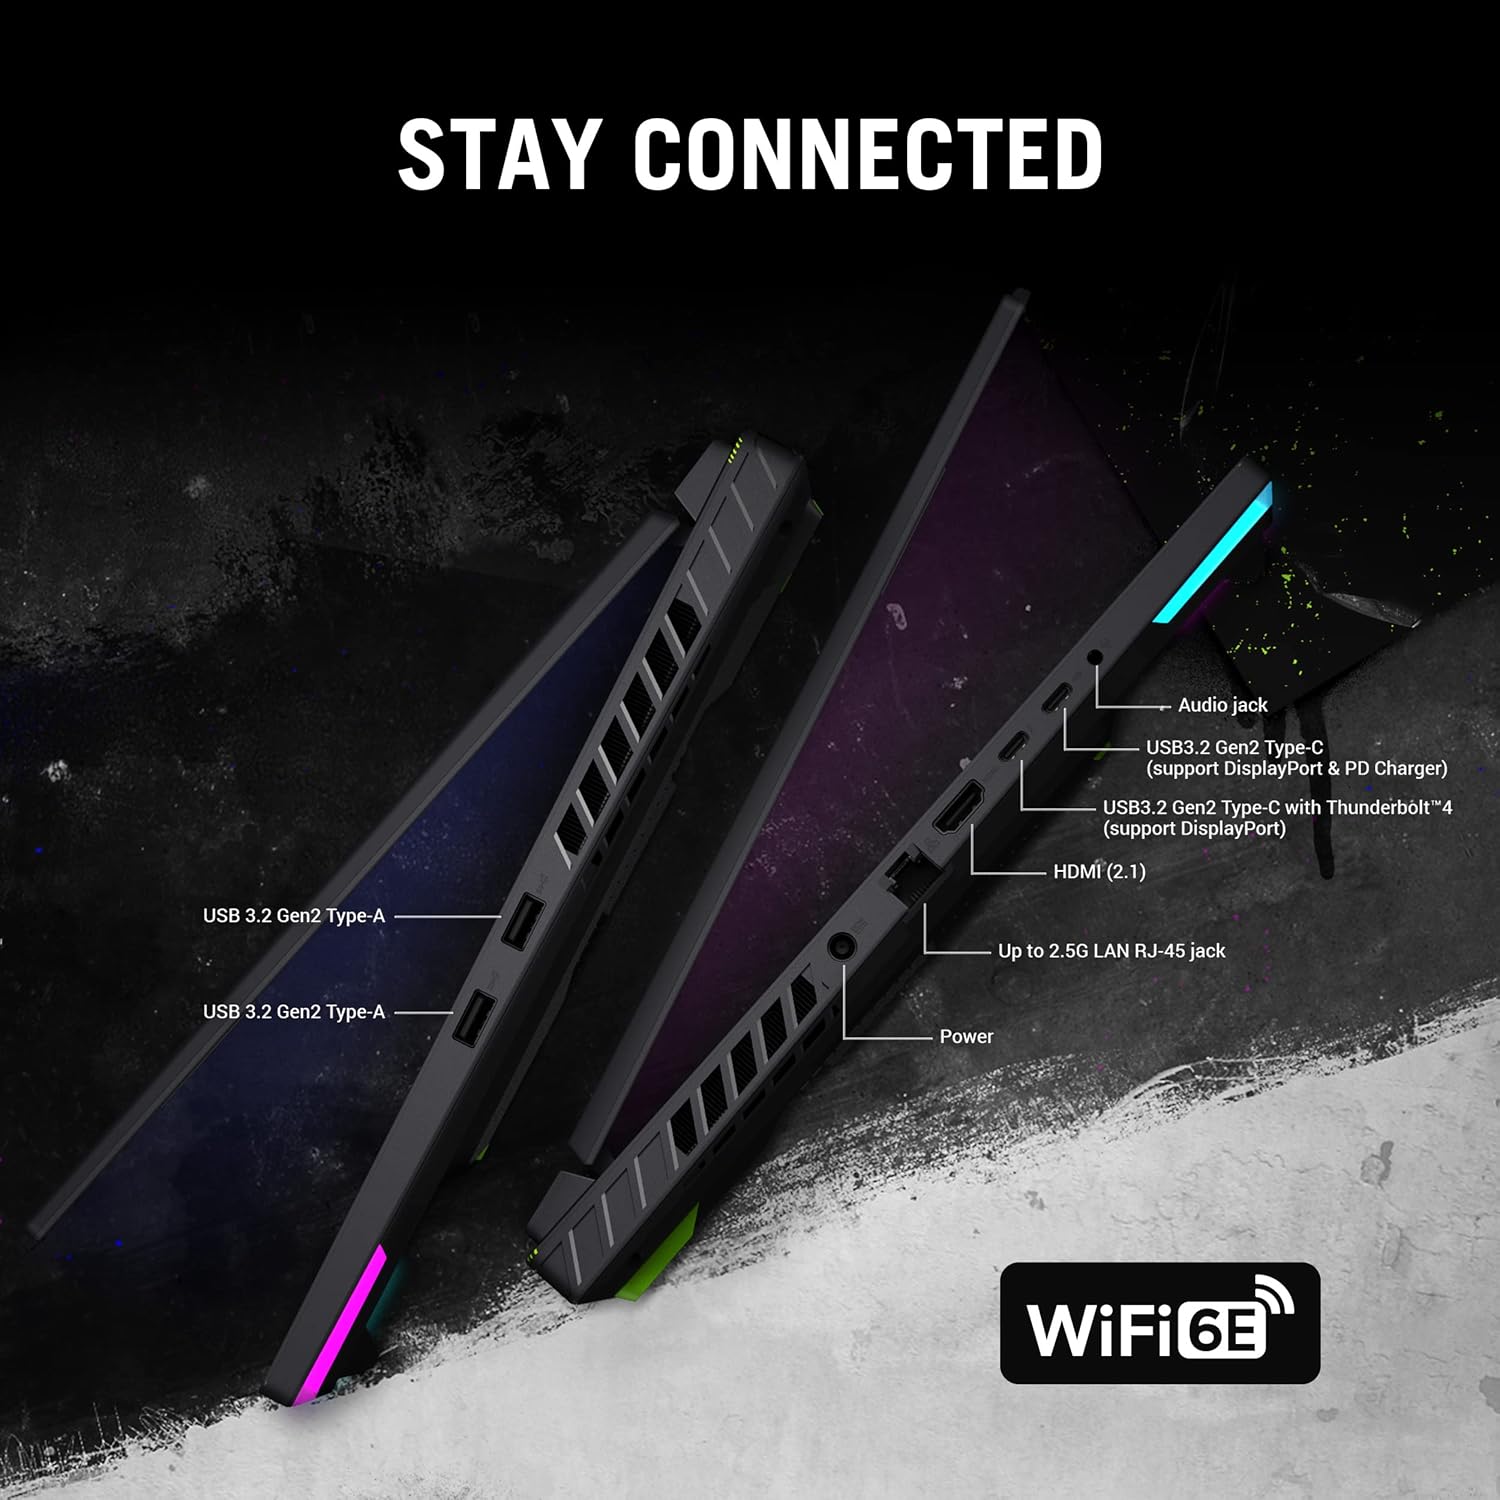 STAY CONNECTED
Audio jack
USB3.2 Gen2 Type-C
(support DisplayPort & PD Charger)
USB3.2 Gen2 Type-C with Thunderbolt™4
(support DisplayPort)
HDMI (2.1)
USB 3.2 Gen2 Type-A
Up to 2.5G LAN RJ-45 jack
USB 3.2 Gen2 Type-A
Power
WiFi 6E